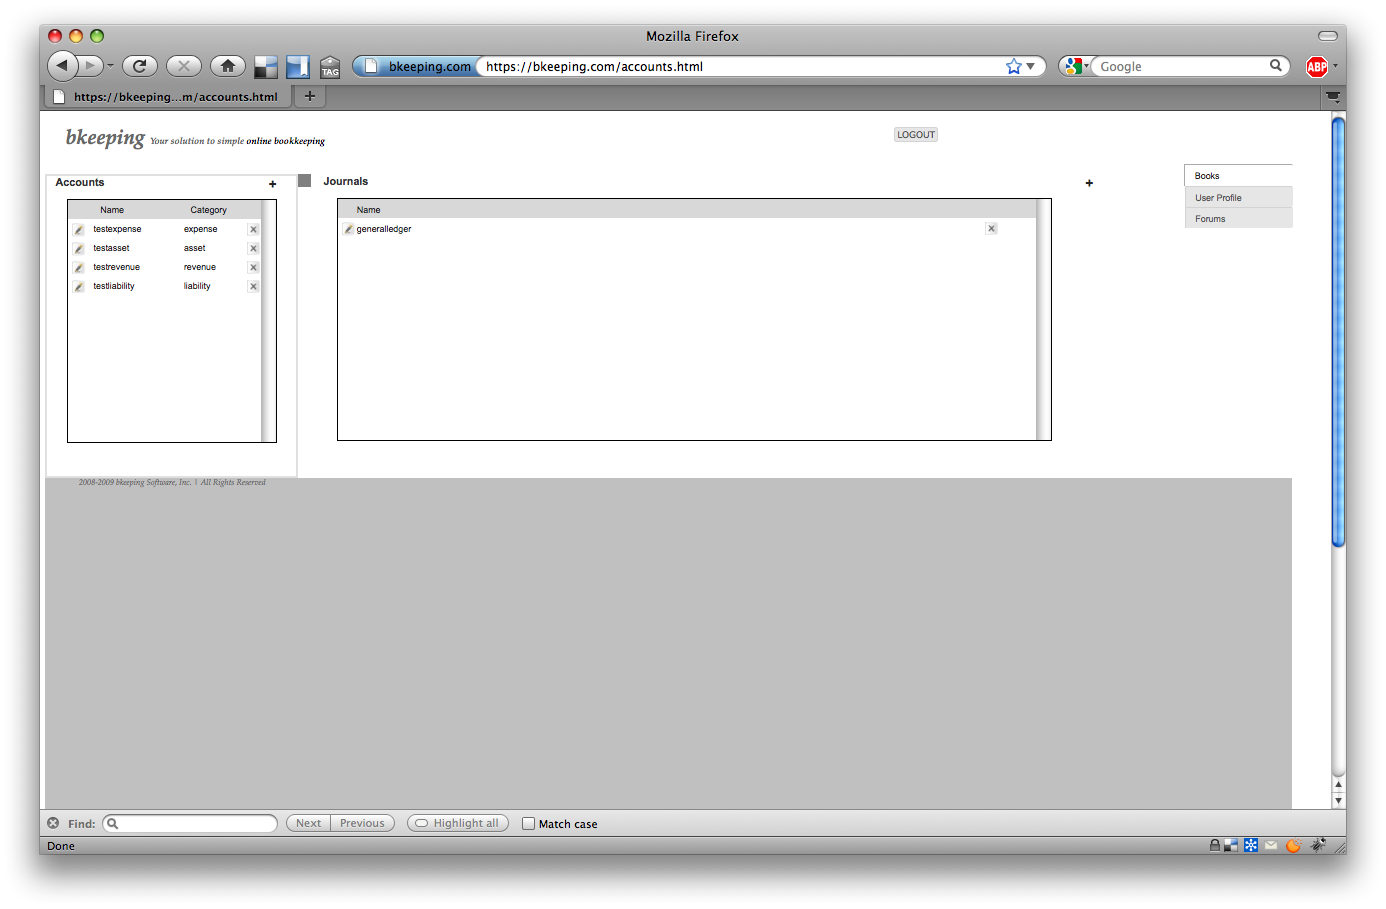 Mozilla Firefox
TAG
bkeeping.com
https://bkeeping.com/accounts.html
Google
ABP
https://bkeeping...m/accounts.html
+
bkeeping Your solution to simple online bookkeeping
LOGOUT
Accounts +
Name Category
testexpense expense
testasset asset
testrevenue revenue
testliability liability
Journals +
Name
generalledger
Books
User Profile
Forums
2008-2009 bkeeping Software, Inc. | All Rights Reserved
Find: Next Previous Highlight all Match case
Done